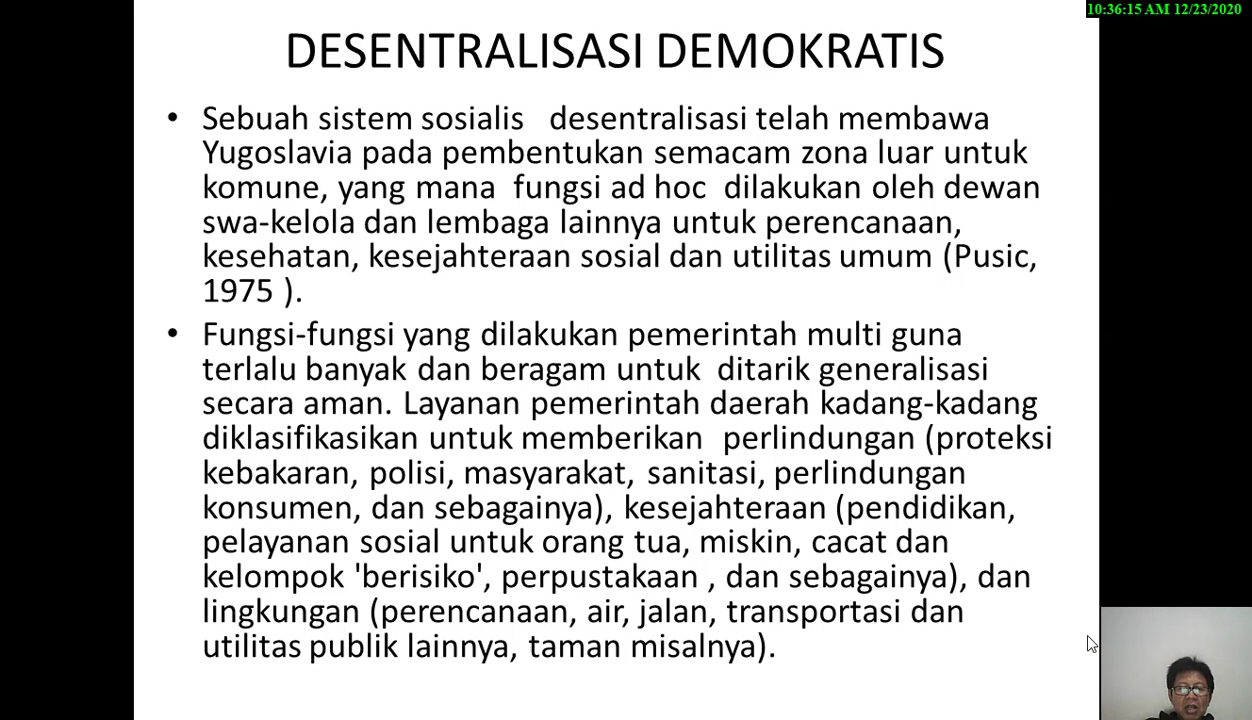 10:36:15 AM 12/23/2020
DESENTRALISASI DEMOKRATIS
• Sebuah sistem sosialis desentralisasi telah membawa
Yugoslavia pada pembentukan semacam zona luar untuk
komune, yang mana fungsi ad hoc dilakukan oleh dewan
swa-kelola dan lembaga lainnya untuk perencanaan,
kesehatan, kesejahteraan sosial dan utilitas umum (Pusic,
1975 ).
• Fungsi-fungsi yang dilakukan pemerintah multi guna
terlalu banyak dan beragam untuk ditarik generalisasi
secara aman. Layanan pemerintah daerah kadang-kadang
diklasifikasikan untuk memberikan perlindungan (proteksi
kebakaran, polisi, masyarakat, sanitasi, perlindungan
konsumen, dan sebagainya), kesejahteraan (pendidikan,
pelayanan sosial untuk orang tua, miskin, cacat dan
kelompok 'berisiko', perpustakaan , dan sebagainya), dan
lingkungan (perencanaan, air, jalan, transportasi dan
utilitas publik lainnya, taman misalnya).